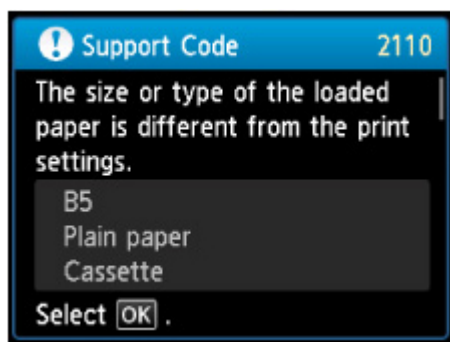 Support Code 2110
The size or type of the loaded
paper is different from the print
settings.
B5
Plain paper
Cassette
Select OK .